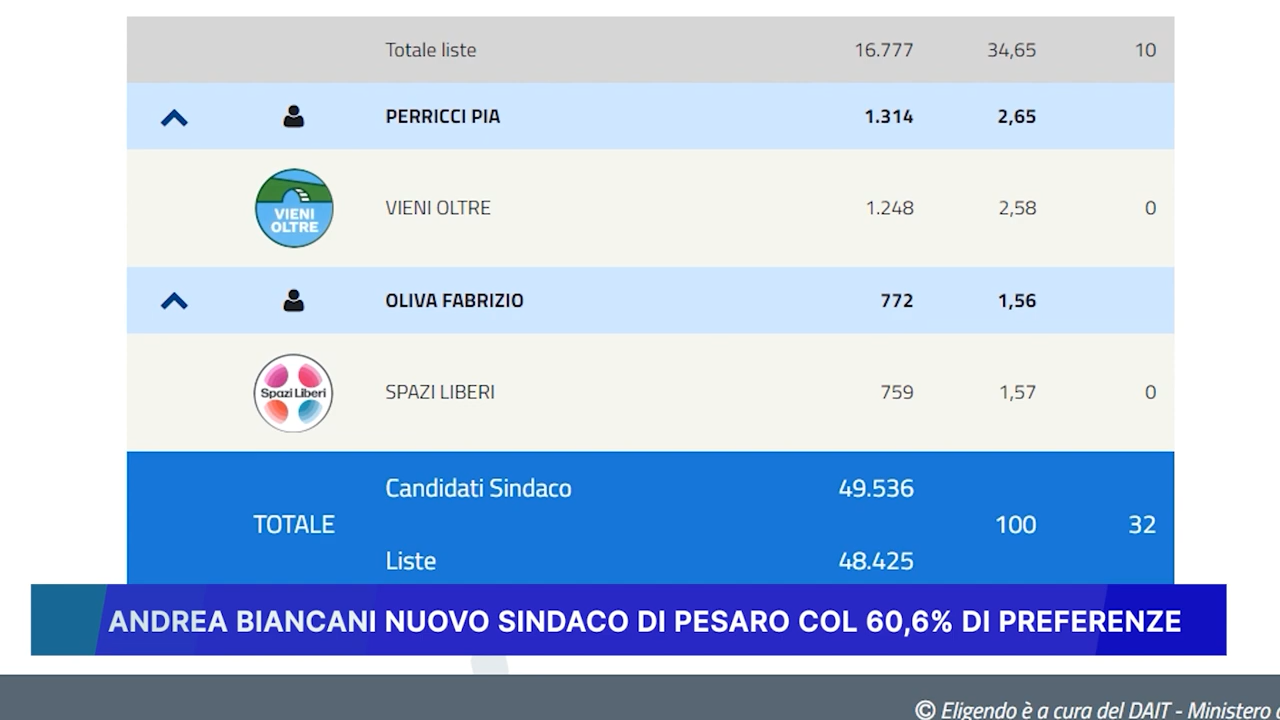 Totale liste 16.777 34,65 10
PERRICCI PIA 1.314 2,65
VIENI OLTRE
VIENI OLTRE 1.248 2,58 0
OLIVA FABRIZIO 772 1,56
Spazi Liberi
SPAZI LIBERI 759 1,57 0
Candidati Sindaco 49.536
TOTALE 100 32
Liste 48.425
ANDREA BIANCANI NUOVO SINDACO DI PESARO COL 60,6% DI PREFERENZE
© Eligendo è a cura del DAIT - Ministero